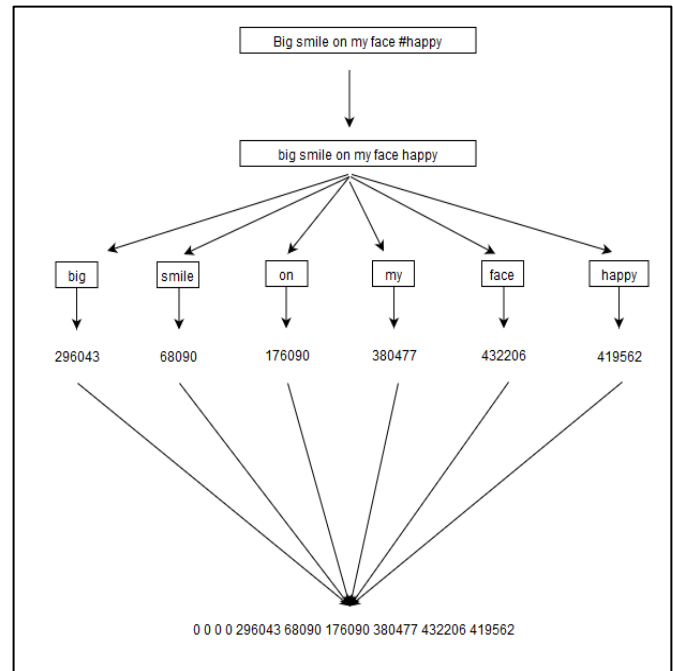 Big smile on my face #happy
big smile on my face happy
big smile on my face happy
296043 68090 176090 380477 432206 419562
0 0 0 0 296043 68090 176090 380477 432206 419562